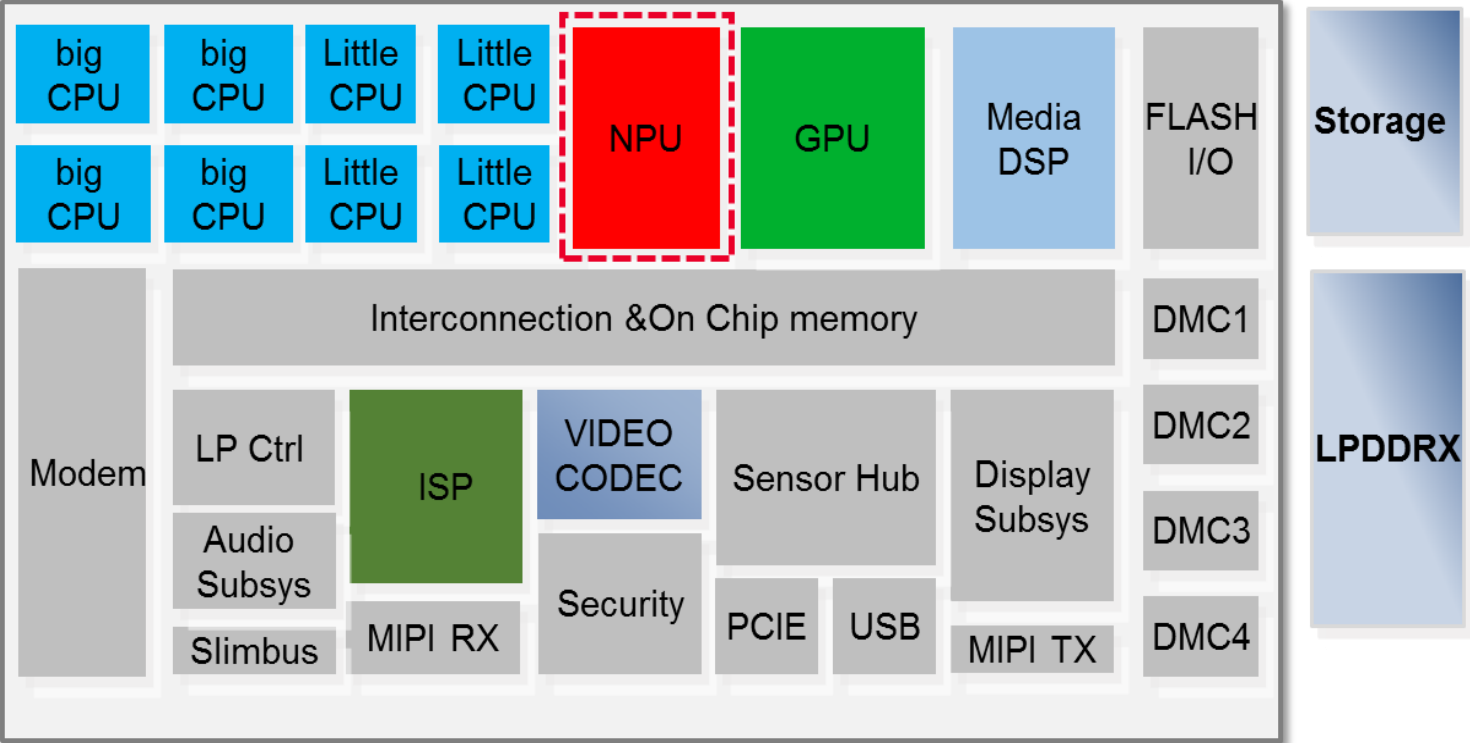 big
CPU
big
CPU
Little
CPU
Little
CPU
big
CPU
big
CPU
Little
CPU
Little
CPU
NPU
GPU
Media
DSP
FLASH
I/O
Storage
Interconnection &On Chip memory
DMC1
DMC2
DMC3
DMC4
LPDDRX
Modem
LP Ctrl
Audio
Subsys
Slimbus
ISP
MIPI RX
VIDEO
CODEC
Security
Sensor Hub
PCIE
USB
Display
Subsys
MIPI TX